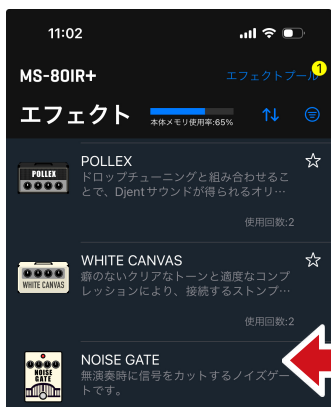 11:02
MS-80IR+
エフェクトプール
1
エフェクト
本体メモリ使用率:65%
POLLEX
POLLEX
ドロップチューニングと組み合わせるこ
とで、Djentサウンドが得られるオリ…
使用回数:2
WHITE CANVAS
WHITE CANVAS
癖のないクリアなトーンと適度なコンプ
レッションにより、接続するストンプ…
使用回数:2
NOISE GATE
NOISE
GATE
無演奏時に信号をカットするノイズゲー
トです。